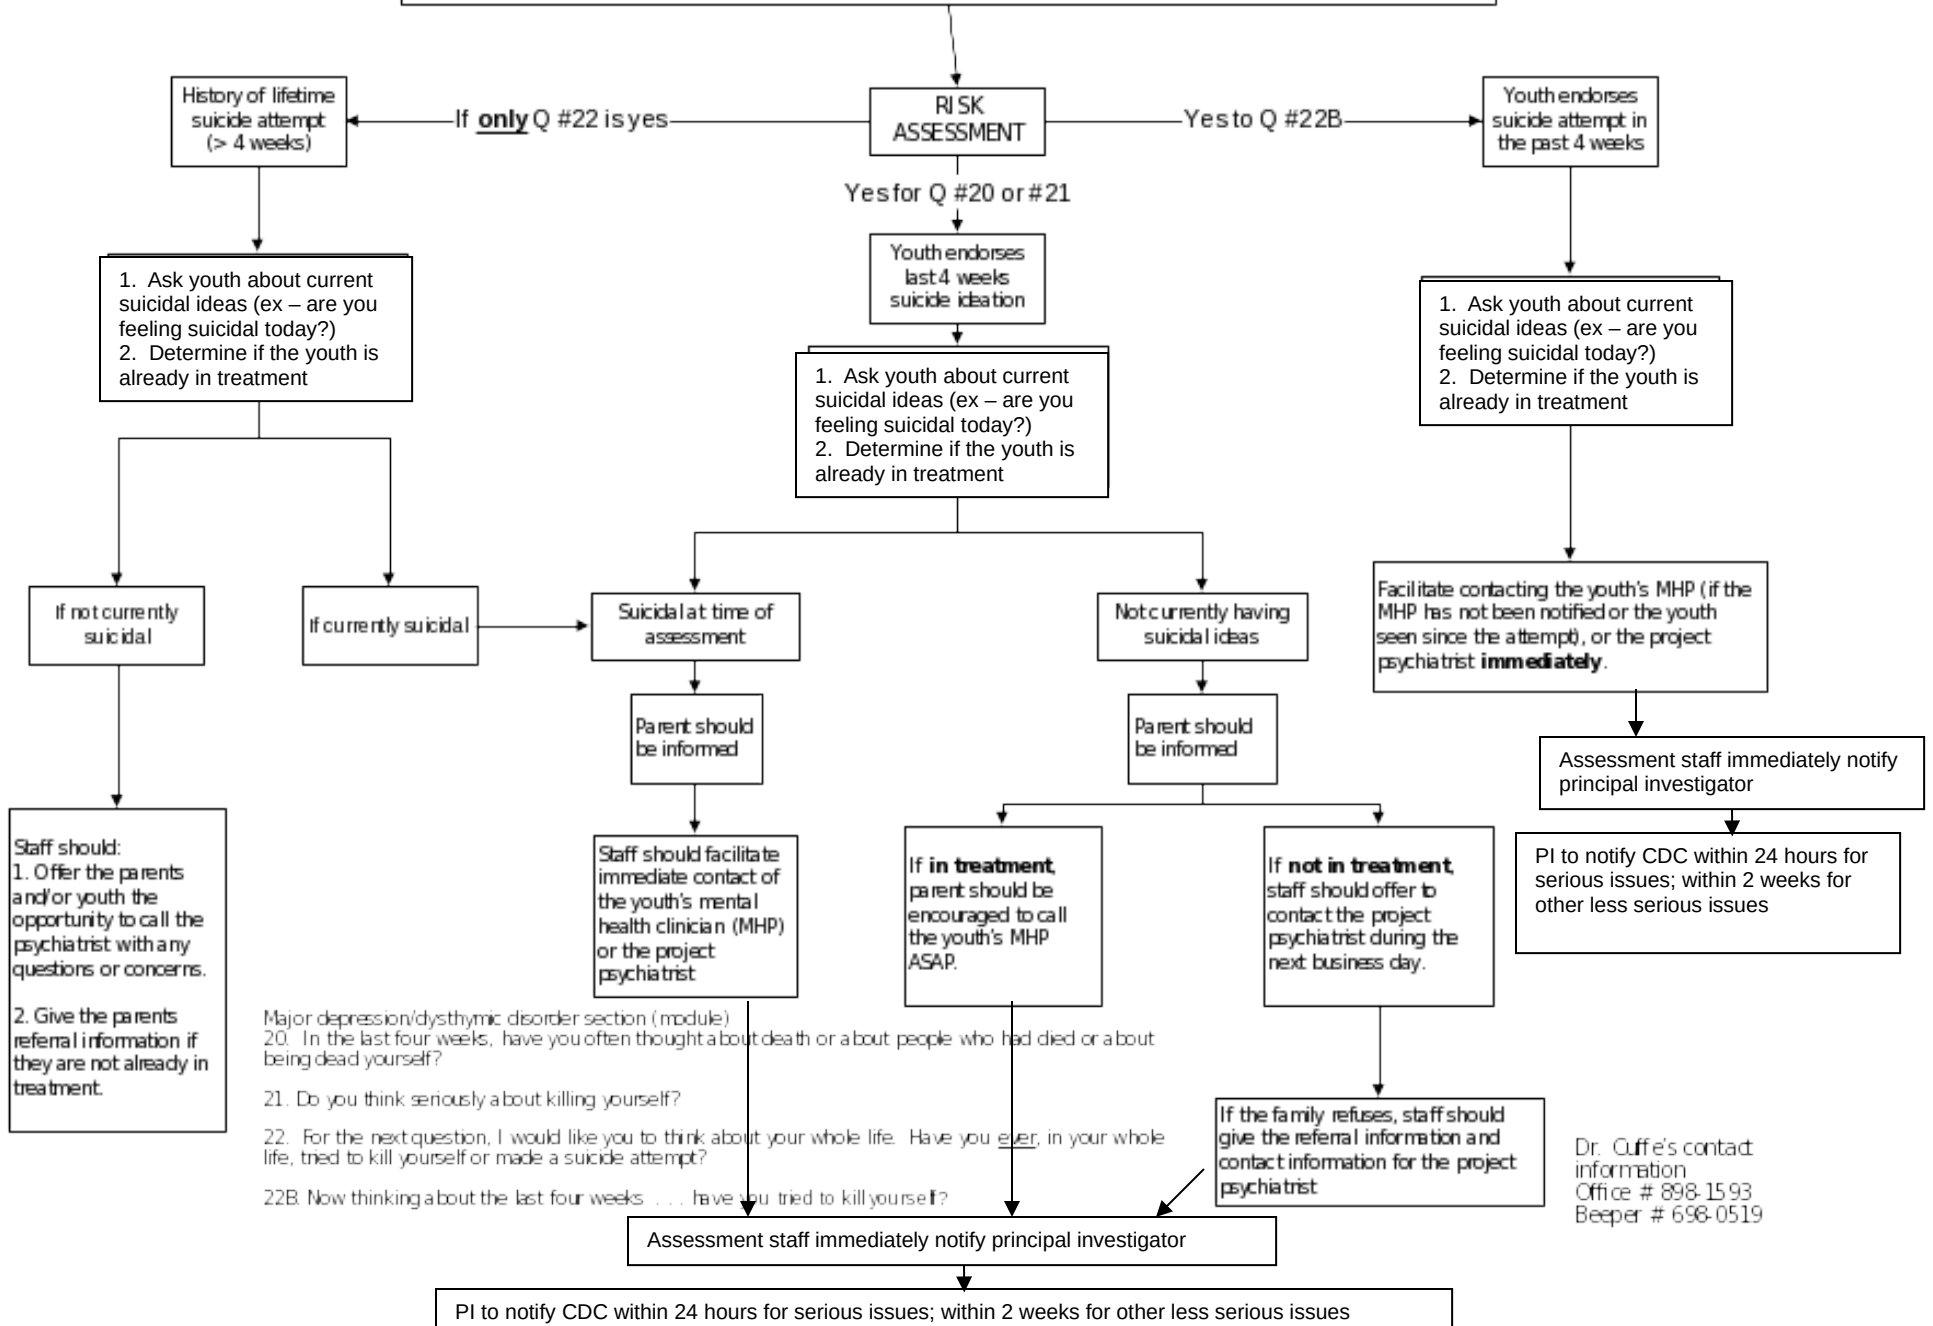 RISK
ASSESSMENT
History of lifetime
suicide attempt
(> 4 weeks)
If only Q #22 is yes
Yes to Q #22B
Youth endorses
suicide attempt in
the past 4 weeks
Yes for Q #20 or #21
Youth endorses
last 4 weeks
suicide ideation
1. Ask youth about current
suicidal ideas (ex – are you
feeling suicidal today?)
2. Determine if the youth is
already in treatment
1. Ask youth about current
suicidal ideas (ex – are you
feeling suicidal today?)
2. Determine if the youth is
already in treatment
1. Ask youth about current
suicidal ideas (ex – are you
feeling suicidal today?)
2. Determine if the youth is
already in treatment
If not currently
suicidal
If currently suicidal
Suicidal at time of
assessment
Not currently having
suicidal ideas
Facilitate contacting the youth's MHP (if the
MHP has not been notified or the youth
seen since the attempt), or the project
psychiatrist immediately.
Parent should
be informed
Parent should
be informed
Assessment staff immediately notify
principal investigator
PI to notify CDC within 24 hours for
serious issues; within 2 weeks for
other less serious issues
Staff should:
1. Offer the parents
and/or youth the
opportunity to call the
psychiatrist with any
questions or concerns.
2. Give the parents
referral information if
they are not already in
treatment.
Staff should facilitate
immediate contact of
the youth's mental
health clinician (MHP)
or the project
psychiatrist
If in treatment,
parent should be
encouraged to call
the youth's MHP
ASAP.
If not in treatment,
staff should offer to
contact the project
psychiatrist during the
next business day.
Major depression/dysthymic disorder section (module)
20. In the last four weeks, have you often thought about death or about people who had died or about
being dead yourself?
21. Do you think seriously about killing yourself?
22. For the next question, I would like you to think about your whole life. Have you ever, in your whole
life, tried to kill yourself or made a suicide attempt?
22B. Now thinking about the last four weeks . . . have you tried to kill yourself?
If the family refuses, staff should
give the referral information and
contact information for the project
psychiatrist
Dr. Cuffe's contact
information
Office # 898-1593
Beeper # 698-0519
Assessment staff immediately notify principal investigator
PI to notify CDC within 24 hours for serious issues; within 2 weeks for other less serious issues